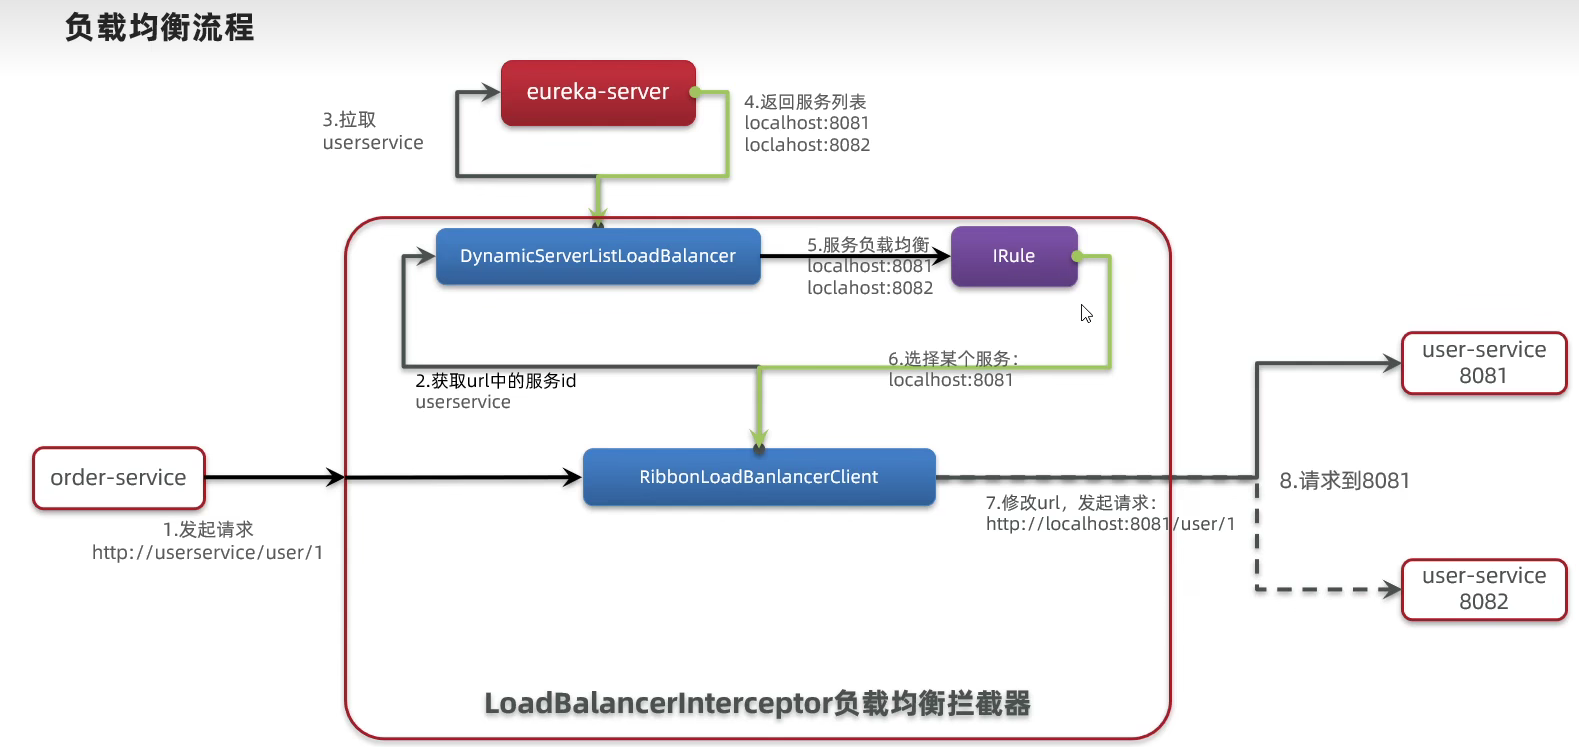 负载均衡流程
eureka-server
3.拉取
userservice
4.返回服务列表
localhost:8081
loclahost:8082
DynamicServerListLoadBalancer
5.服务负载均衡
localhost:8081
loclahost:8082
IRule
2.获取url中的服务id
userservice
6.选择某个服务：
localhost:8081
user-service
8081
order-service
1.发起请求
http://userservice/user/1
RibbonLoadBanlancerClient
7.修改url，发起请求：
http://localhost:8081/user/1
8.请求到8081
user-service
8082
LoadBalancerInterceptor负载均衡拦截器